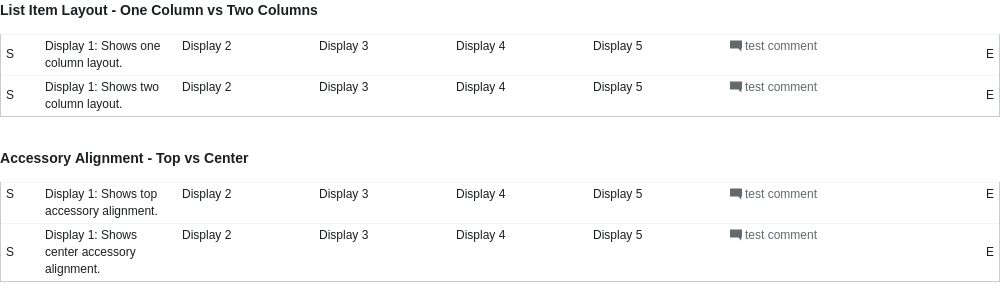 List Item Layout - One Column vs Two Columns
S Display 1: Shows one column layout. Display 2 Display 3 Display 4 Display 5 test comment E
S Display 1: Shows two column layout. Display 2 Display 3 Display 4 Display 5 test comment E
Accessory Alignment - Top vs Center
S Display 1: Shows top accessory alignment. Display 2 Display 3 Display 4 Display 5 test comment E
S Display 1: Shows center accessory alignment. Display 2 Display 3 Display 4 Display 5 test comment E